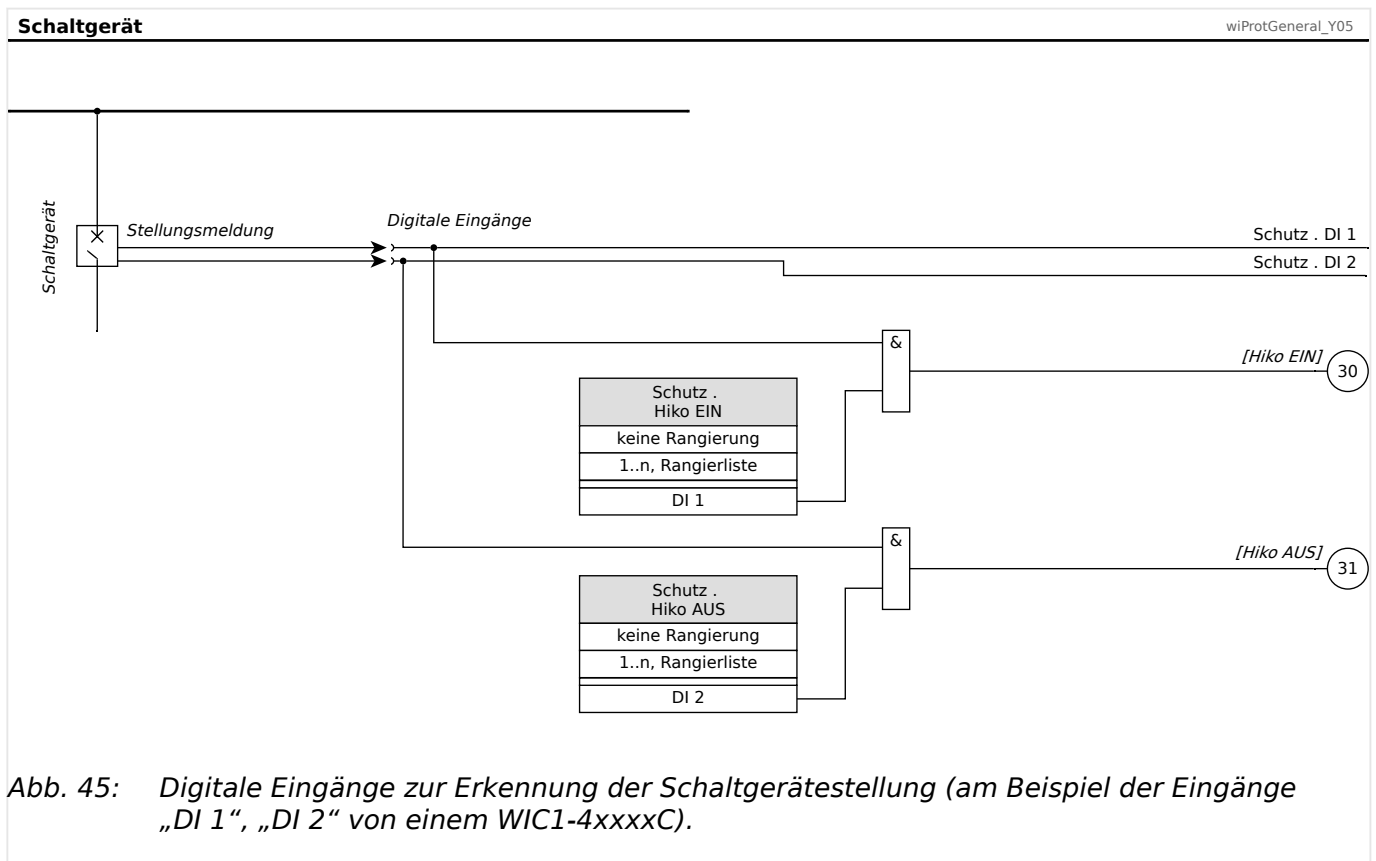 Schaltgerät
wiProtGeneral_Y05
Schaltgerät
Stellungsmeldung
Digitale Eingänge
Schutz . DI 1
Schutz . DI 2
&
[Hiko EIN]
30
Schutz .
Hiko EIN
keine Rangierung
1..n, Rangierliste
DI 1
&
[Hiko AUS]
31
Schutz .
Hiko AUS
keine Rangierung
1..n, Rangierliste
DI 2
Abb. 45: Digitale Eingänge zur Erkennung der Schaltgerätestellung (am Beispiel der Eingänge
„DI 1“, „DI 2“ von einem WIC1-4xxxxC).